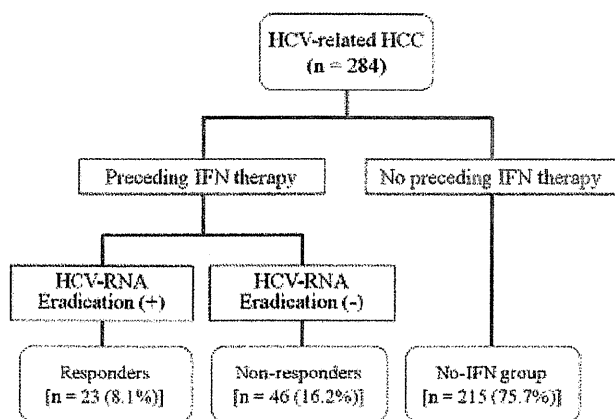 HCV-related HCC
(n = 284)
Preceding IFN therapy
No preceding IFN therapy
HCV-RNA
Eradication (+)
HCV-RNA
Eradication (-)
Responders
[n = 23 (8.1%)]
Non-responders
[n = 46 (16.2%)]
No-IFN group
[n = 215 (75.7%)]